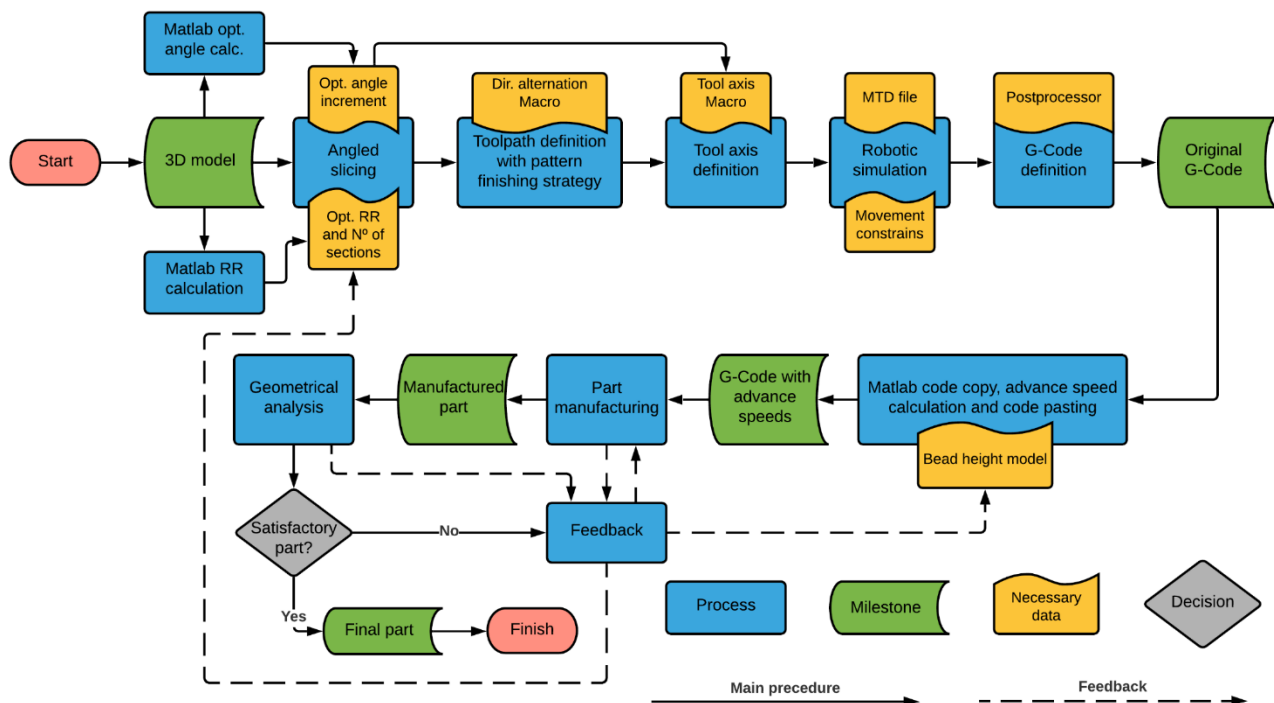 Matlab opt.
angle calc.
Opt. angle
increment
Dir. alternation
Macro
Tool axis
Macro
MTD file
Postprocessor
Start
3D model
Angled
slicing
Toolpath definition
with pattern
finishing strategy
Tool axis
definition
Robotic
simulation
G-Code
definition
Original
G-Code
Opt. RR
and Nº of
sections
Movement
constrains
Matlab RR
calculation
Geometrical
analysis
Manufactured
part
Part
manufacturing
G-Code with
advance
speeds
Matlab code copy, advance speed
calculation and code pasting
Bead height model
Satisfactory
part?
No
Feedback
Yes
Final part
Finish
Process
Milestone
Necessary
data
Decision
Main precedure
Feedback